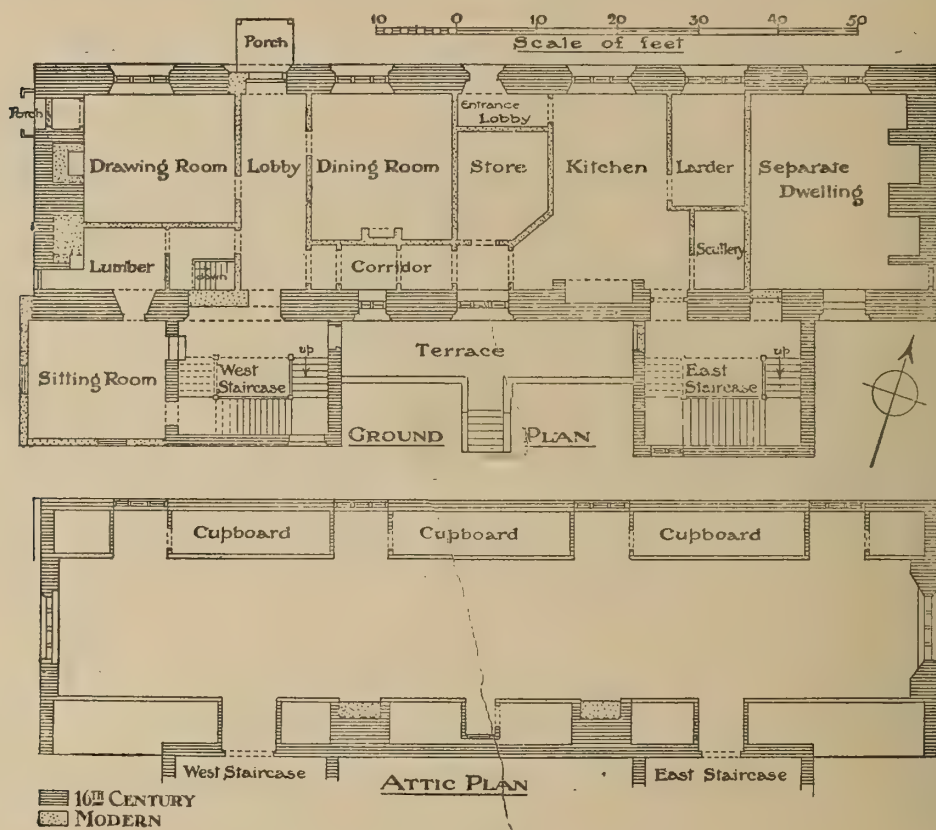 10 0 10 20 30 40 50
Scale of feet
Porch
Porch
Entrance
Lobby
Drawing Room
Lobby
Dining Room
Store
Kitchen
Larder
Separate
Dwelling
Scullery
Lumber
down
Corridor
Sitting Room
West
Staircase
up
Terrace
East
Staircase
up
GROUND PLAN
Cupboard
Cupboard
Cupboard
West Staircase
ATTIC PLAN
East Staircase
16TH CENTURY
MODERN